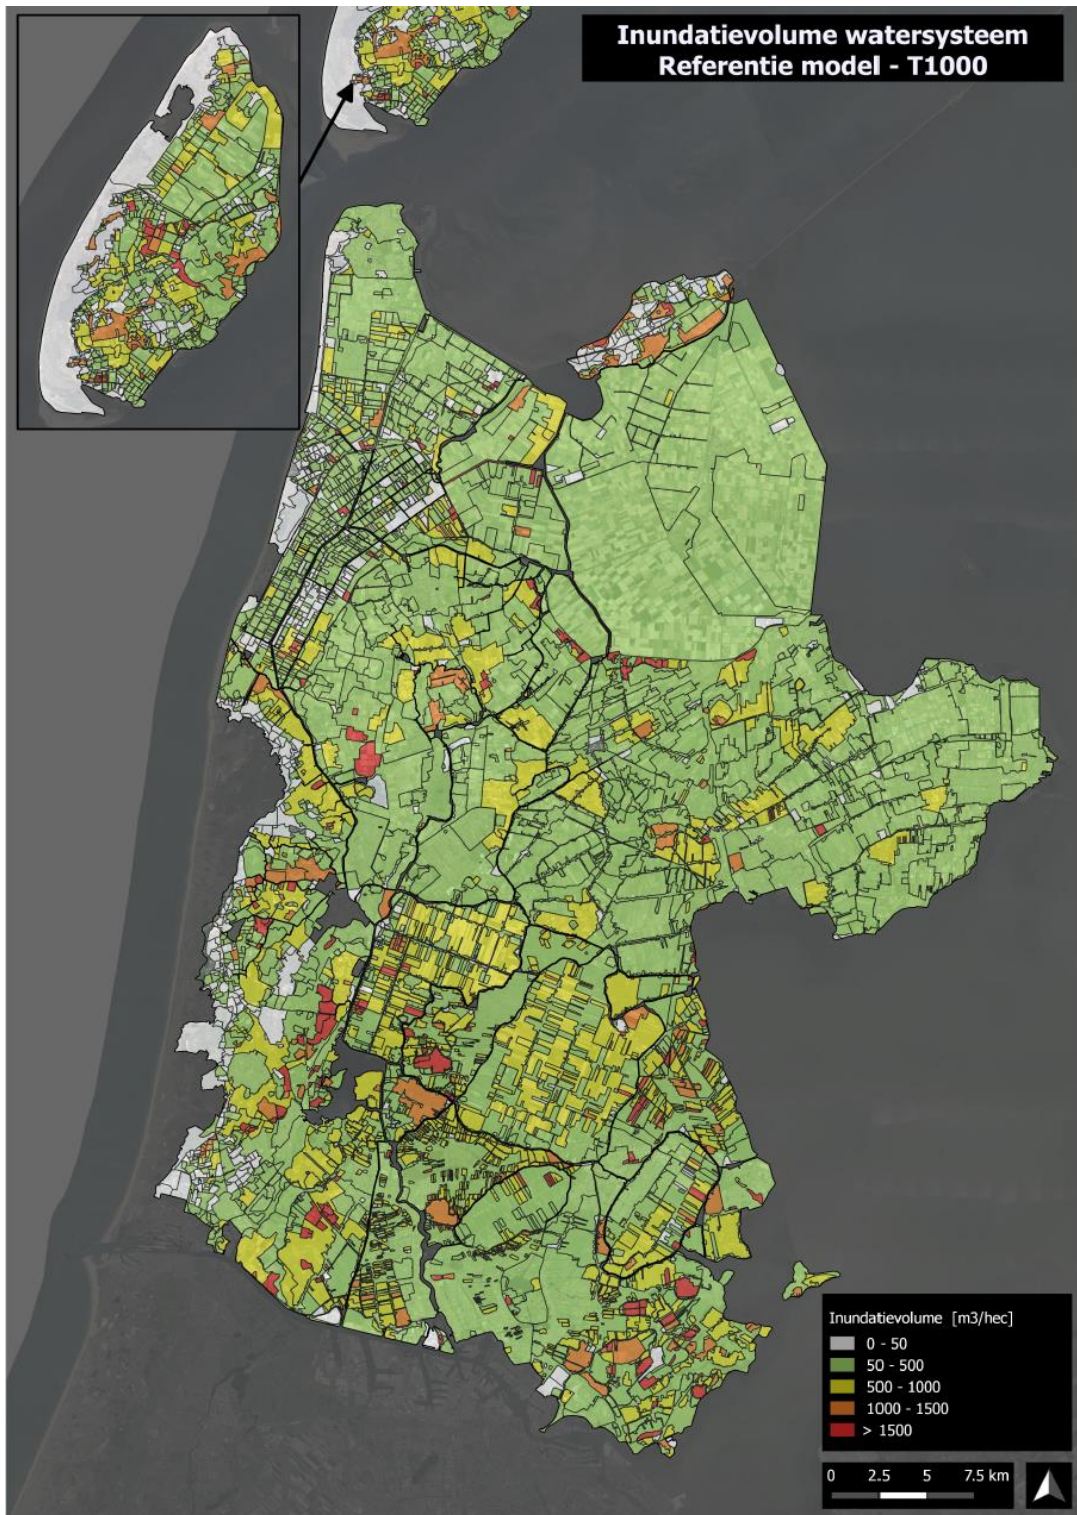 Inundatievolume watersysteem
Referentie model - T1000
Inundatievolume [m3/hec]
0 - 50
50 - 500
500 - 1000
1000 - 1500
> 1500
0 2.5 5 7.5 km